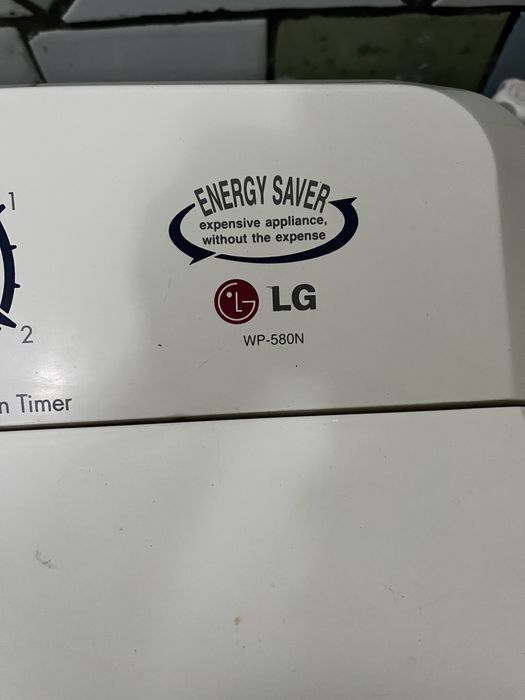 1
ENERGY SAVER
expensive appliance,
without the expense
LG
2
WP-580N
n Timer